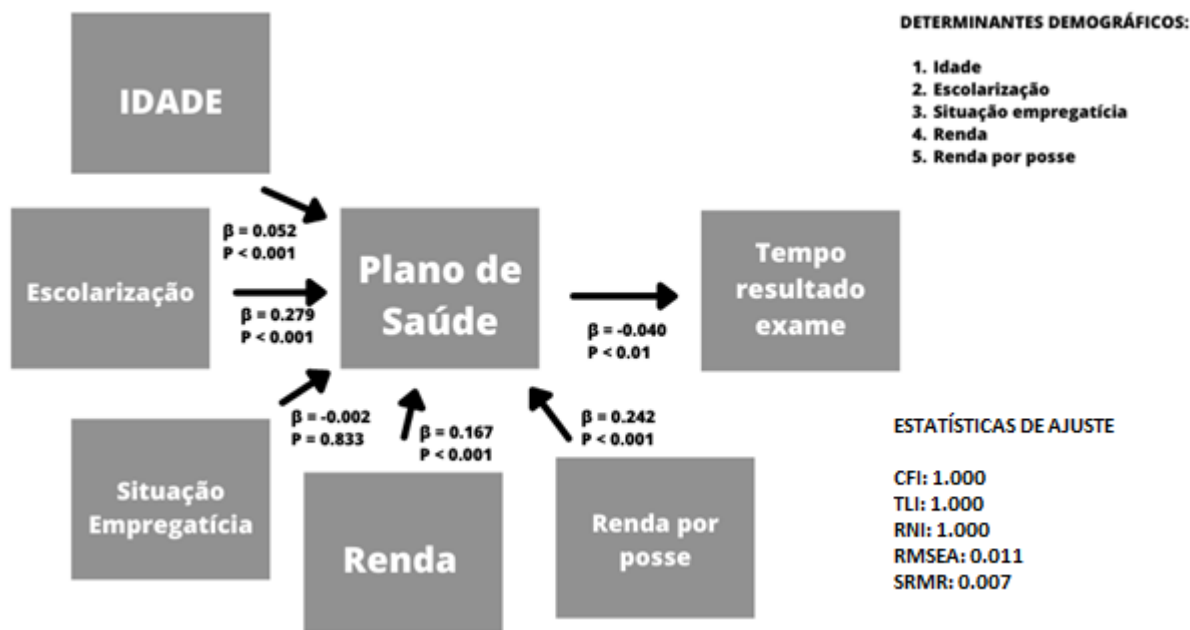 DETERMINANTES DEMOGRÁFICOS:
1. Idade
2. Escolarização
3. Situação empregatícia
4. Renda
5. Renda por posse
IDADE
β = 0.052
P < 0.001
Escolarização
β = 0.279
P < 0.001
Plano de
Saúde
β = -0.040
P < 0.01
Tempo
resultado
exame
Situação
Empregatícia
β = -0.002
P = 0.833
Renda
β = 0.167
P < 0.001
Renda por
posse
β = 0.242
P < 0.001
ESTATÍSTICAS DE AJUSTE
CFI: 1.000
TLI: 1.000
RNI: 1.000
RMSEA: 0.011
SRMR: 0.007